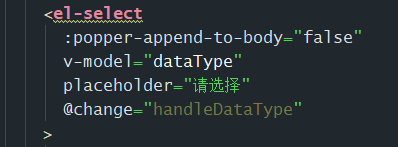 <el-select
:popper-append-to-body="false"
v-model="dataType"
placeholder="请选择"
@change="handleDataType"
>